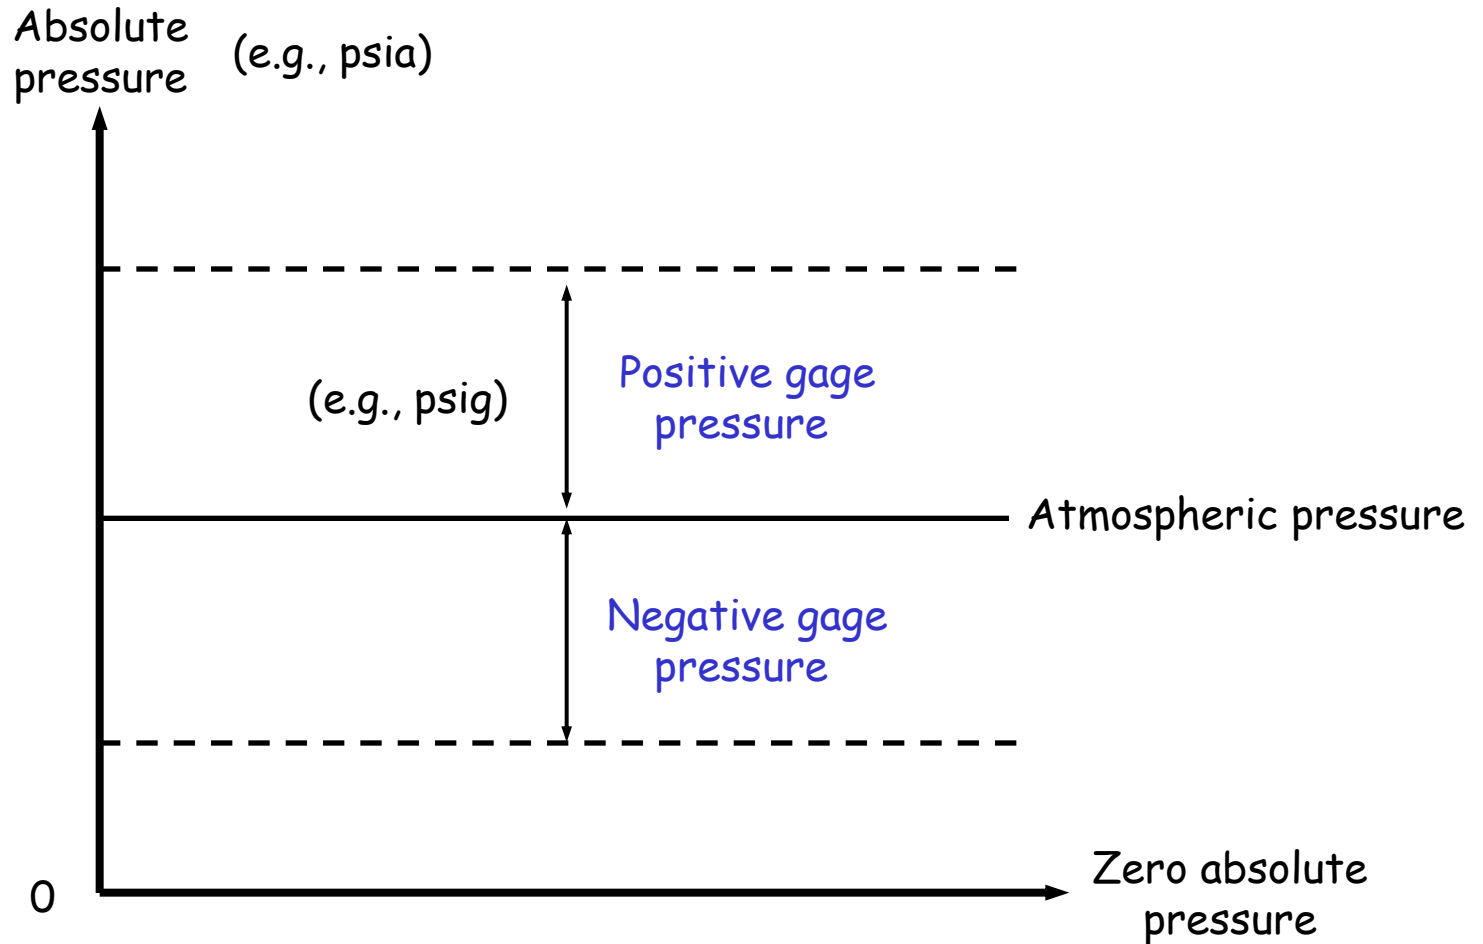 Absolute
pressure
(e.g., psia)
(e.g., psig)
Positive gage
pressure
Atmospheric pressure
Negative gage
pressure
0
Zero absolute
pressure